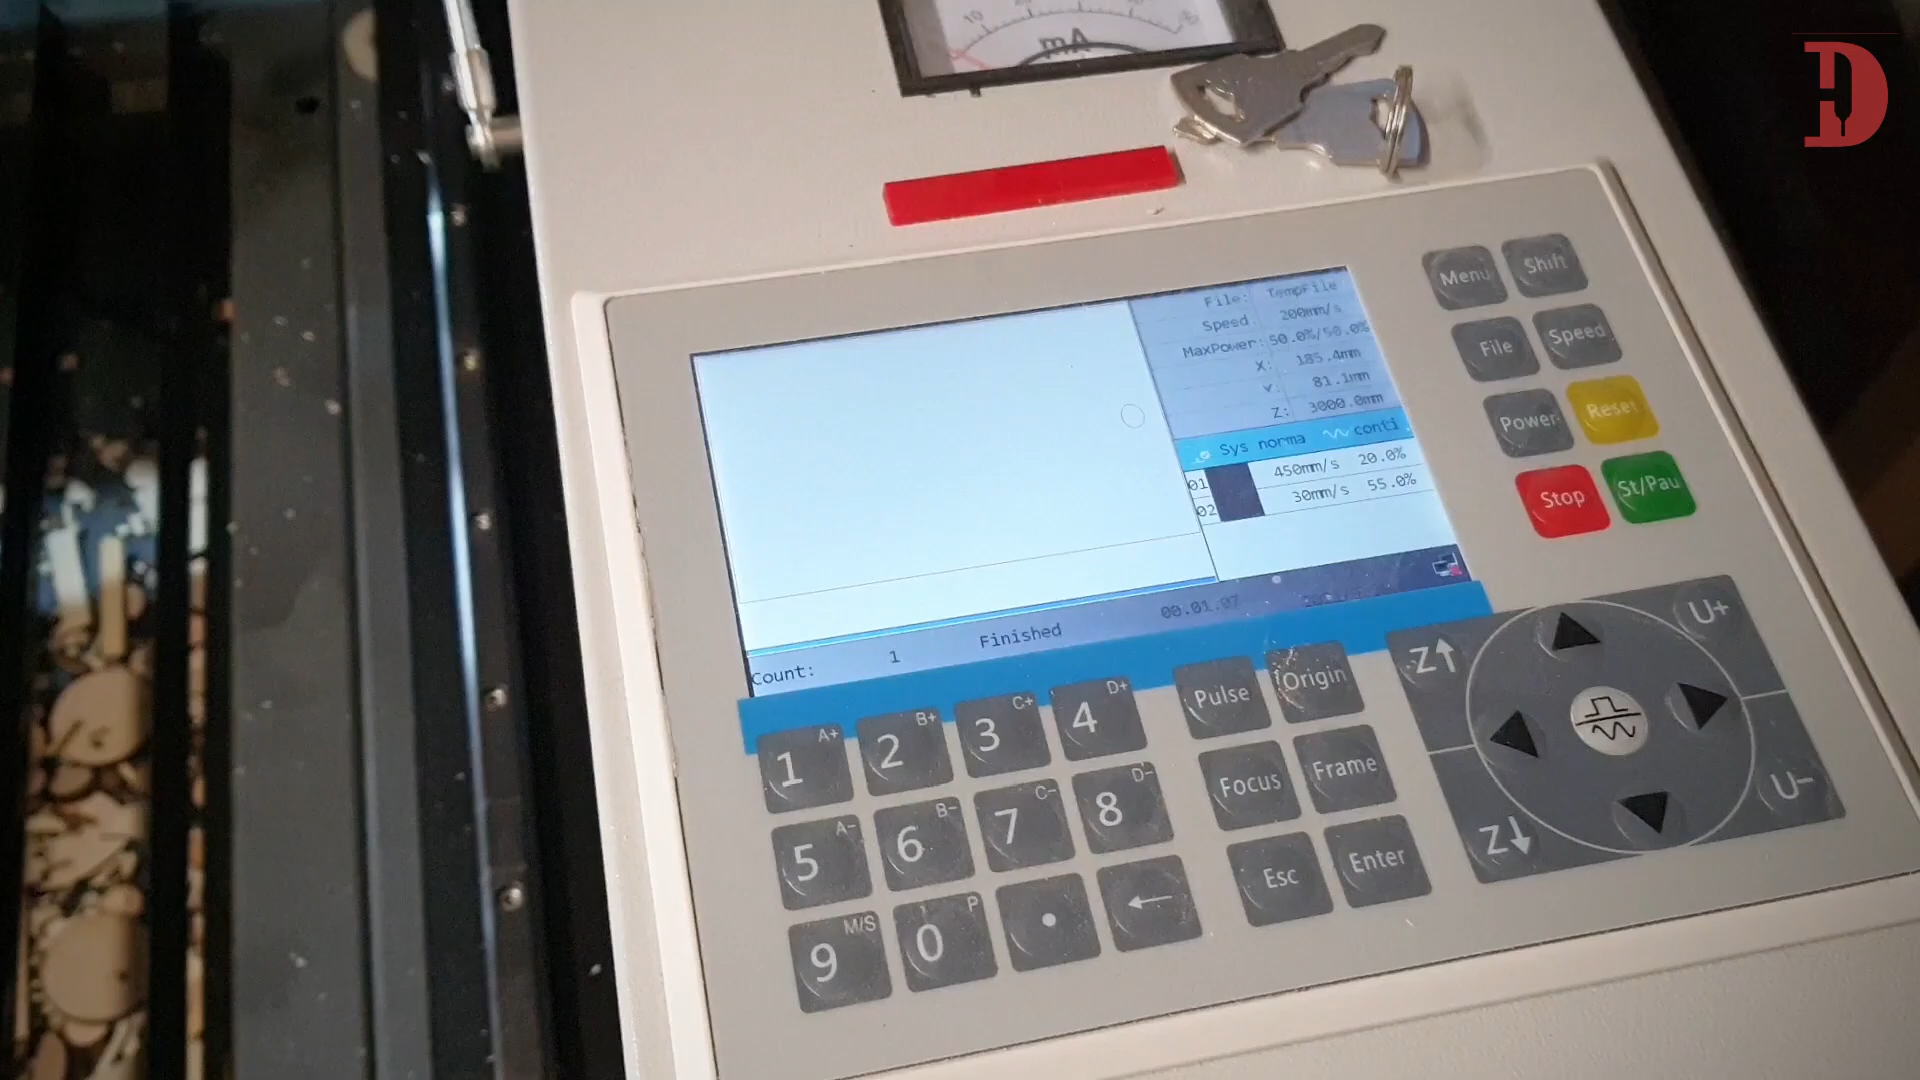 10
mA
File: TempFile
Speed: 200mm/s
MaxPower: 50.0%/50.0%
X: 185.4mm
Y: 81.1mm
Z: 3000.0mm
Sys norma conti
01 450mm/s 20.0%
02 30mm/s 55.0%
00.01.07
Count: 1 Finished
Menu Shift
File Speed
Power Reset
Stop St/Pau
1 A+ 2 B+ 3 C+ 4 D+ Pulse Origin
5 A- 6 B- 7 C- 8 D- Focus Frame
9 M/S 0 P • ← Esc Enter
Z↑ U+
Z↓ U-
D